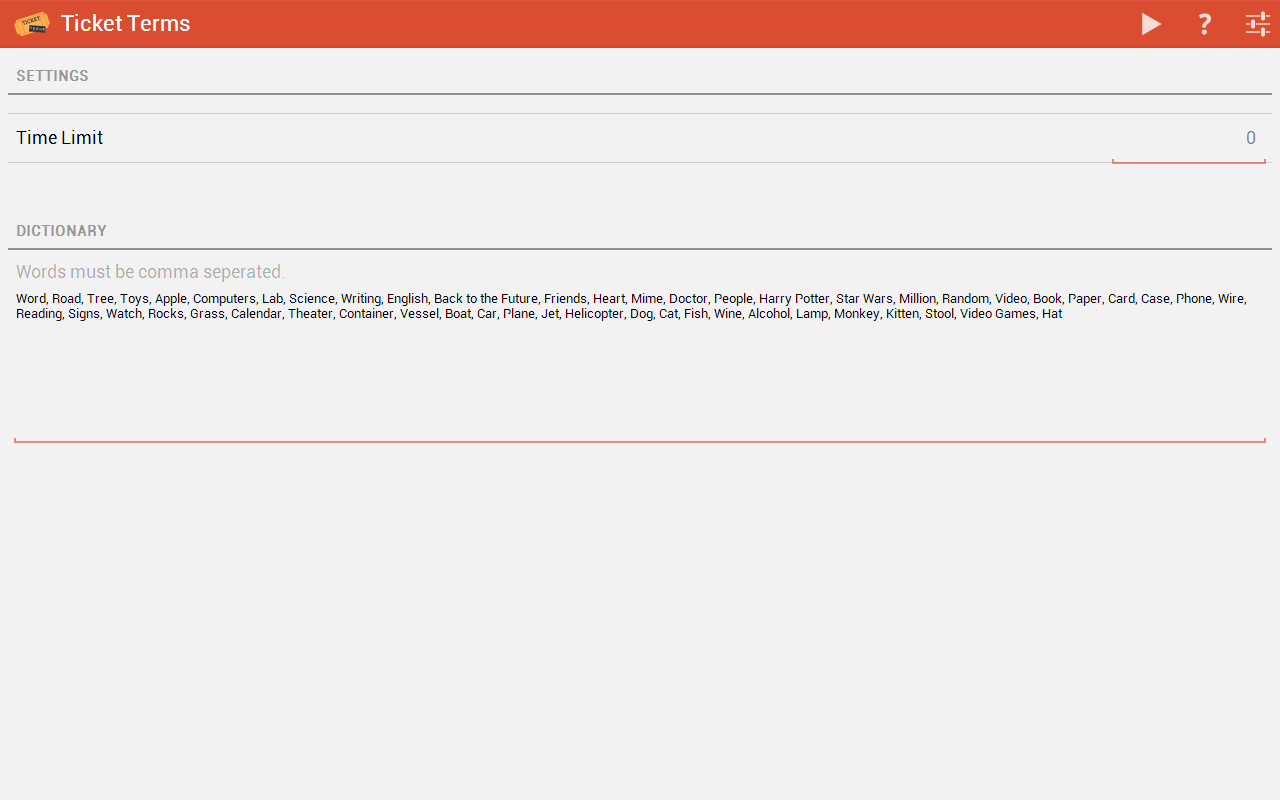 TICKET
TERMS
Ticket Terms
?
SETTINGS
Time Limit
0
DICTIONARY
Words must be comma seperated.
Word, Road, Tree, Toys, Apple, Computers, Lab, Science, Writing, English, Back to the Future, Friends, Heart, Mime, Doctor, People, Harry Potter, Star Wars, Million, Random, Video, Book, Paper, Card, Case, Phone, Wire,
Reading, Signs, Watch, Rocks, Grass, Calendar, Theater, Container, Vessel, Boat, Car, Plane, Jet, Helicopter, Dog, Cat, Fish, Wine, Alcohol, Lamp, Monkey, Kitten, Stool, Video Games, Hat